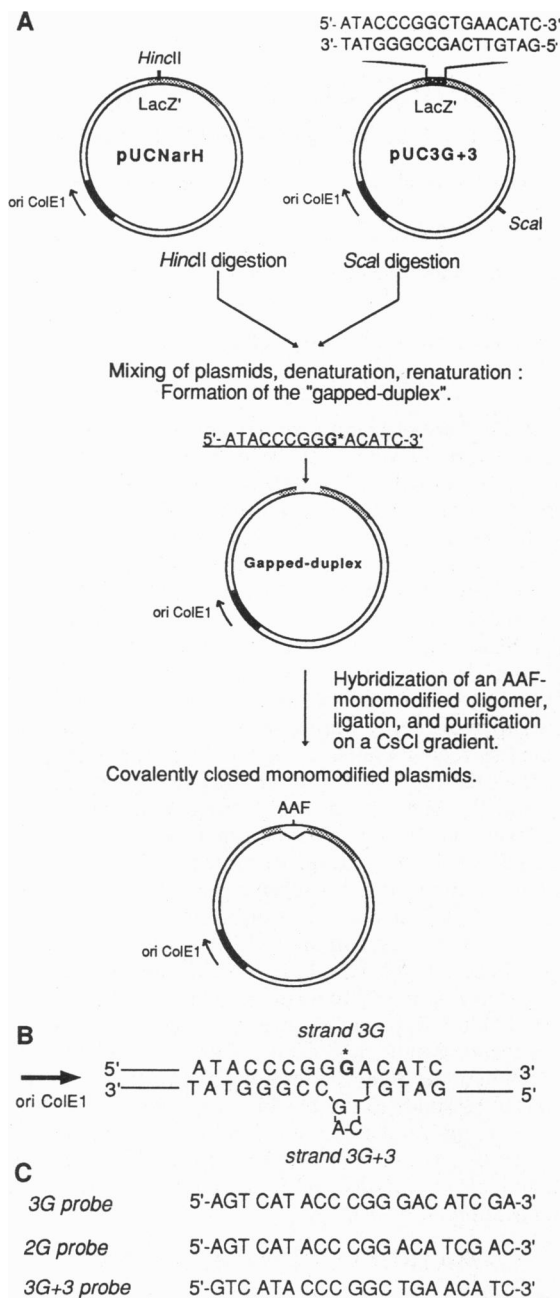 A
5'- ATACCCGGCTGAACATC-3'
3'- TATGGGCCGACTTGTAG-5'
HincII
LacZ'
pUCNarH
ori ColE1
LacZ'
pUC3G+3
ori ColE1
ScaI
HincII digestion
ScaI digestion
Mixing of plasmids, denaturation, renaturation :
Formation of the "gapped-duplex".
5'- ATACCCGGG*ACATC-3'
Gapped-duplex
ori ColE1
Hybridization of an AAF-
monomodified oligomer,
ligation, and purification
on a CsCl gradient.
Covalently closed monomodified plasmids.
AAF
ori ColE1
B
strand 3G
*
5' ATACCCGGGACATC 3'
3' TATGGGCC TGTAG 5'
ori ColE1
G T
A-C
strand 3G+3
C
3G probe 5'-AGT CAT ACC CGG GAC ATC GA-3'
2G probe 5'-AGT CAT ACC CGG ACA TCG AC-3'
3G+3 probe 5'-GTC ATA CCC GGC TGA ACA TC-3'